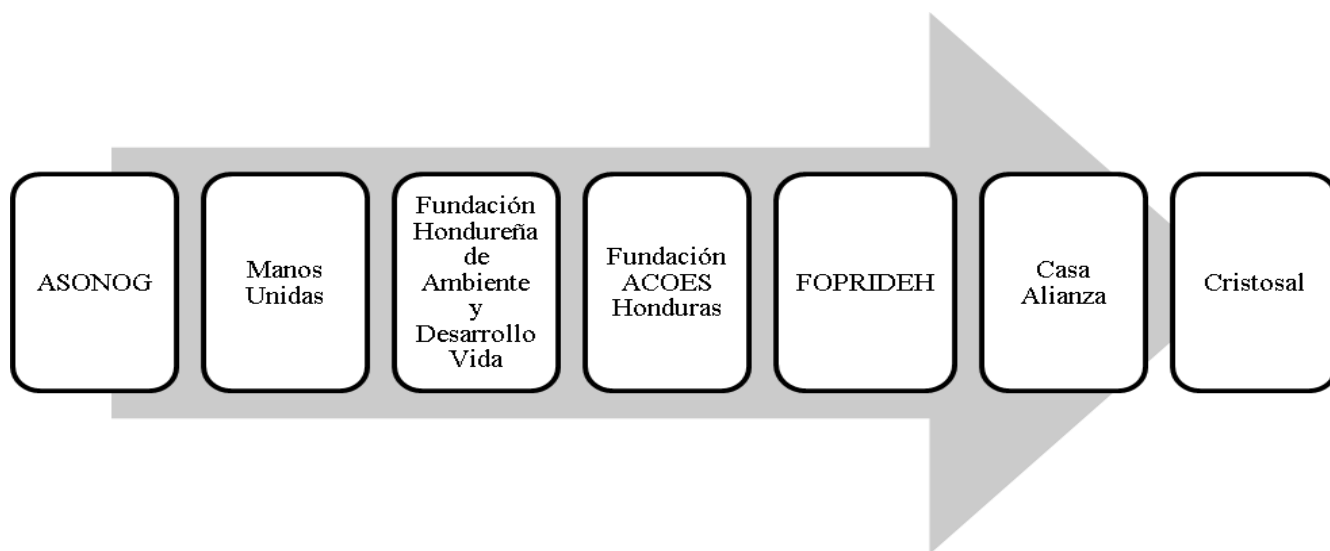 ASONOG
Manos
Unidas
Fundación
Hondureña
de
Ambiente
y
Desarrollo
Vida
Fundación
ACOES
Honduras
FOPRIDEH
Casa
Alianza
Cristosal